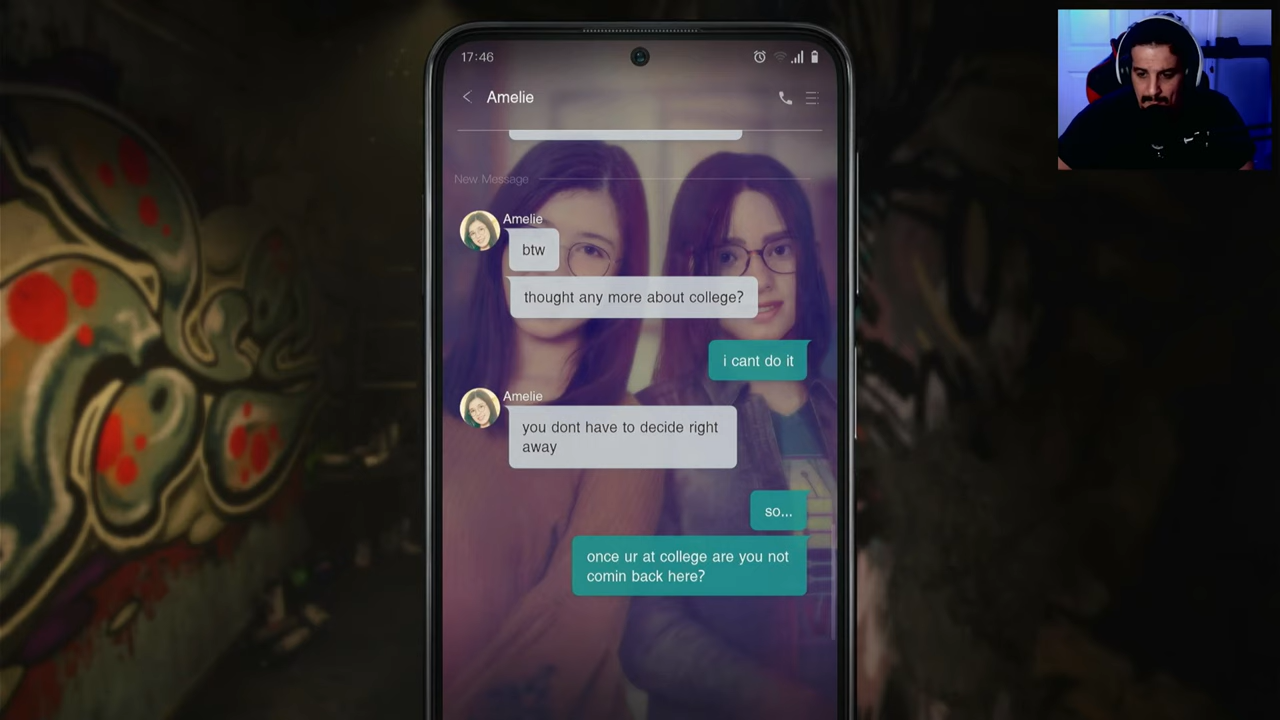 17:46
Amelie
New Message
Amelie
btw
thought any more about college?
i cant do it
Amelie
you dont have to decide right
away
so...
once ur at college are you not
comin back here?